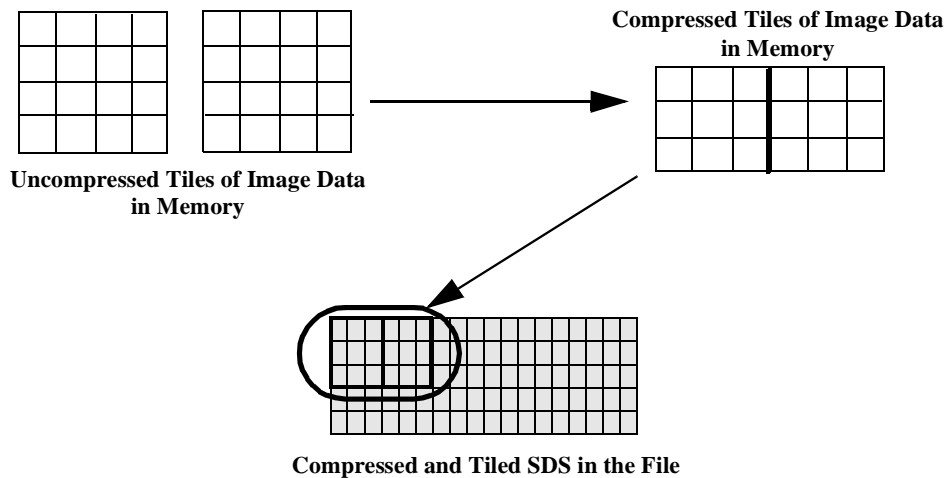 Compressed Tiles of Image Data
in Memory
Uncompressed Tiles of Image Data
in Memory
Compressed and Tiled SDS in the File